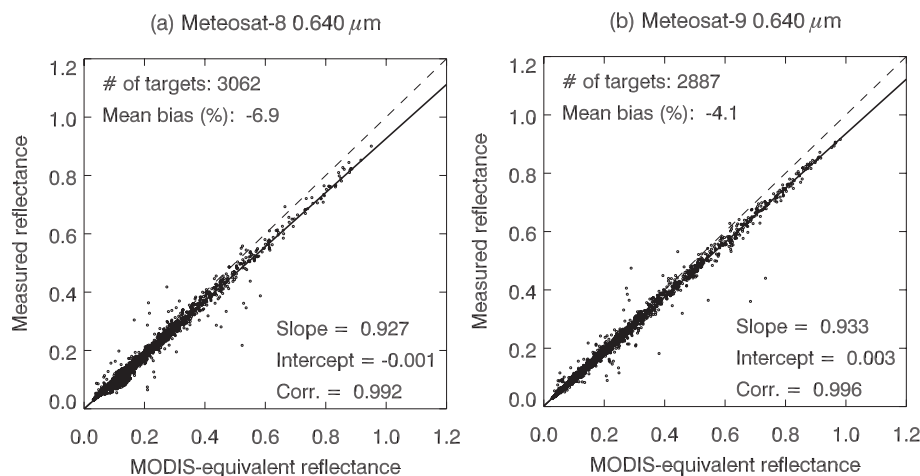 (a) Meteosat-8 0.640 μm
# of targets: 3062
Mean bias (%): -6.9
Slope = 0.927
Intercept = -0.001
Corr. = 0.992
Measured reflectance
1.2
1.0
0.8
0.6
0.4
0.2
0.0
0.0 0.2 0.4 0.6 0.8 1.0 1.2
MODIS-equivalent reflectance
(b) Meteosat-9 0.640 μm
# of targets: 2887
Mean bias (%): -4.1
Slope = 0.933
Intercept = 0.003
Corr. = 0.996
Measured reflectance
1.2
1.0
0.8
0.6
0.4
0.2
0.0
0.0 0.2 0.4 0.6 0.8 1.0 1.2
MODIS-equivalent reflectance